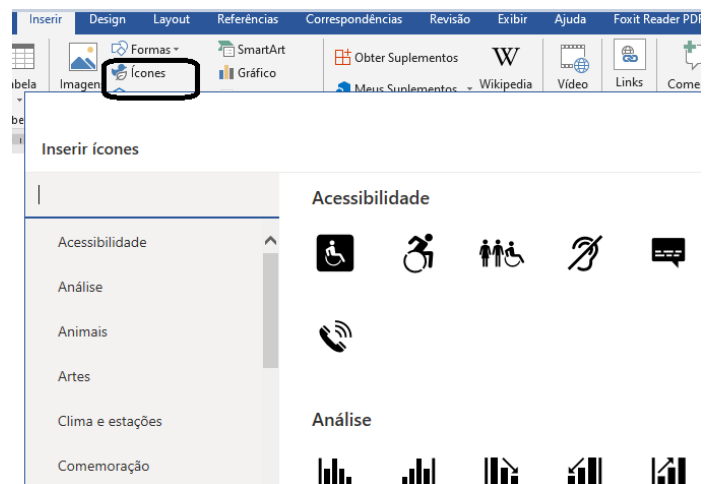 Inserir Design Layout Referências Correspondências Revisão Exibir Ajuda Foxit Reader PDF
Formas SmartArt Obter Suplementos W
Imagens Ícones Gráfico Meus Suplementos Wikipedia Vídeo Links
Inserir ícones
Acessibilidade
Acessibilidade
Análise
Animais
Artes
Clima e estações
Análise
Comemoração